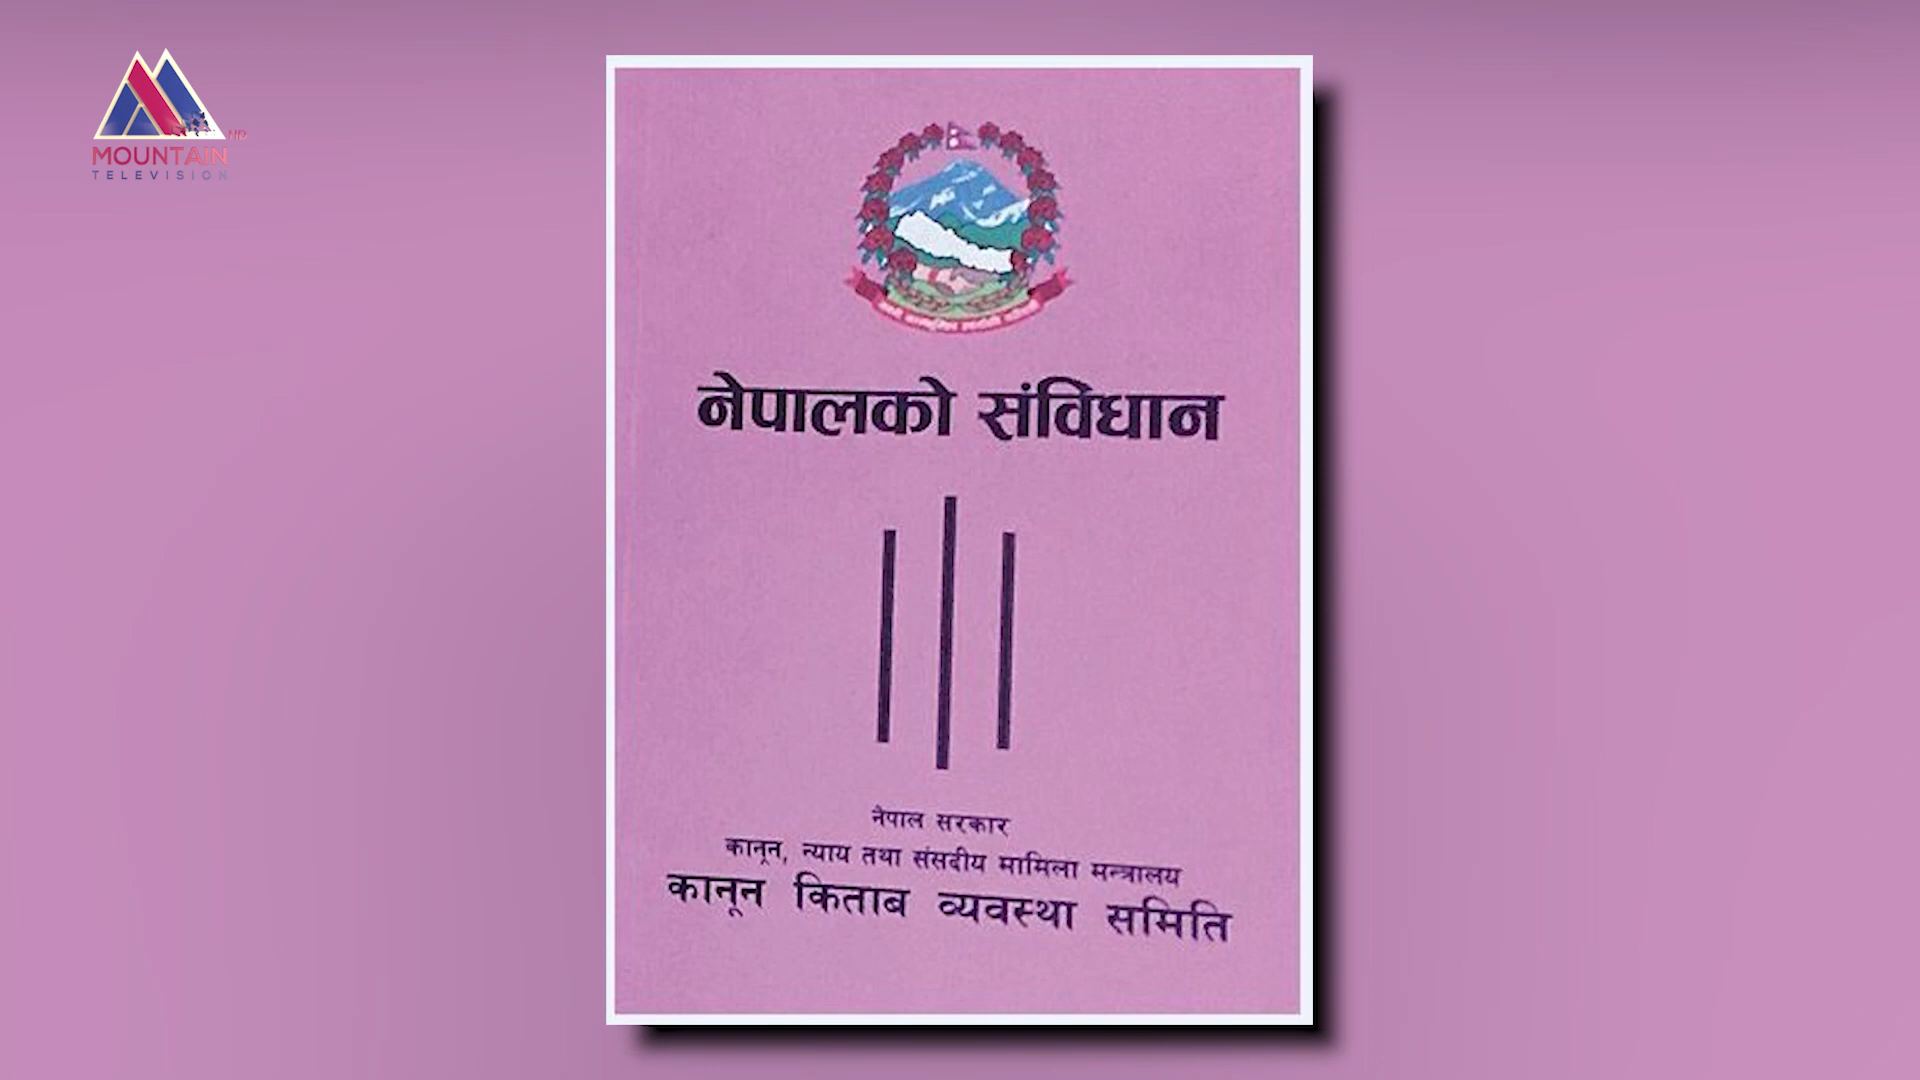 MOUNTAIN
TELEVISION
नेपालको संविधान
नेपाल सरकार
कानून, न्याय तथा संसदीय मामिला मन्त्रालय
कानून किताब व्यवस्था समिति